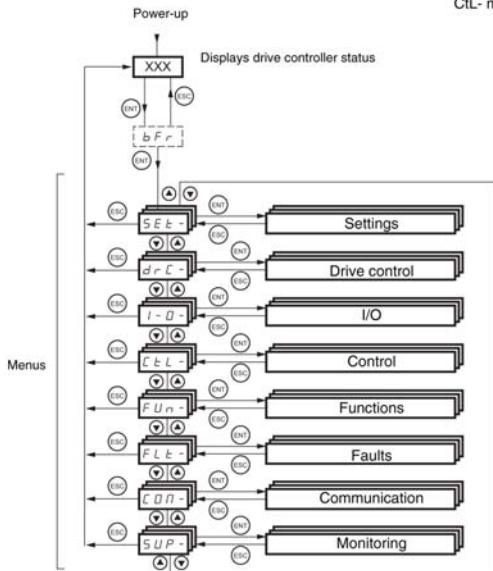 CtL- m
Power-up
XXX
Displays drive controller status
ENT
ESC
bFr
ENT
ESC
SEt-
ENT
ESC
Settings
ESC
drC-
ENT
ESC
Drive control
ESC
I-O-
ENT
ESC
I/O
Menus
ESC
CtL-
ENT
ESC
Control
ESC
FUn-
ENT
ESC
Functions
ESC
FLt-
ENT
ESC
Faults
ESC
COM-
ENT
ESC
Communication
ESC
SUP-
ENT
ESC
Monitoring